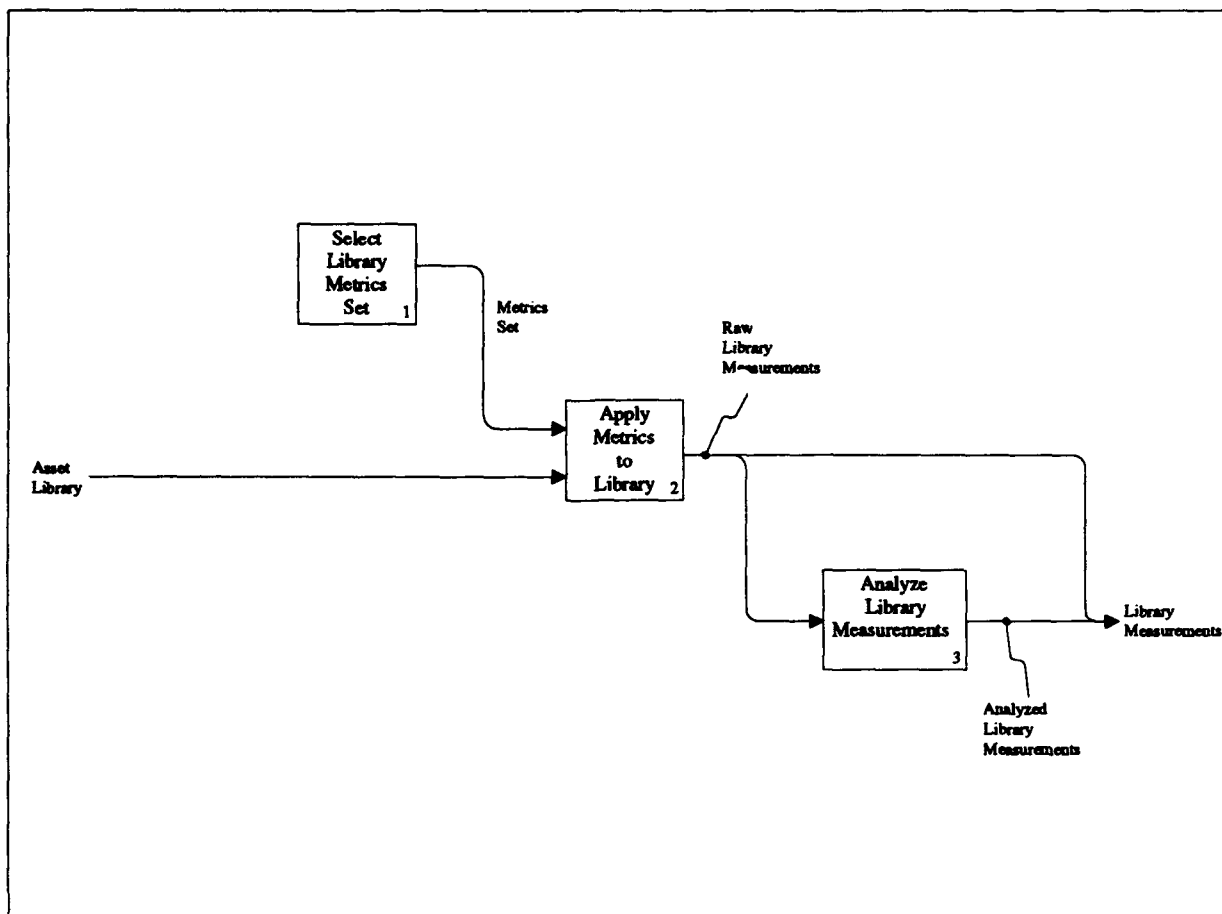 Select
Library
Metrics
Set
1
Metrics
Set
Raw
Library
Measurements
Apply
Metrics
to
Library
2
Asset
Library
Analyze
Library
Measurements
3
Library
Measurements
Analyzed
Library
Measurements